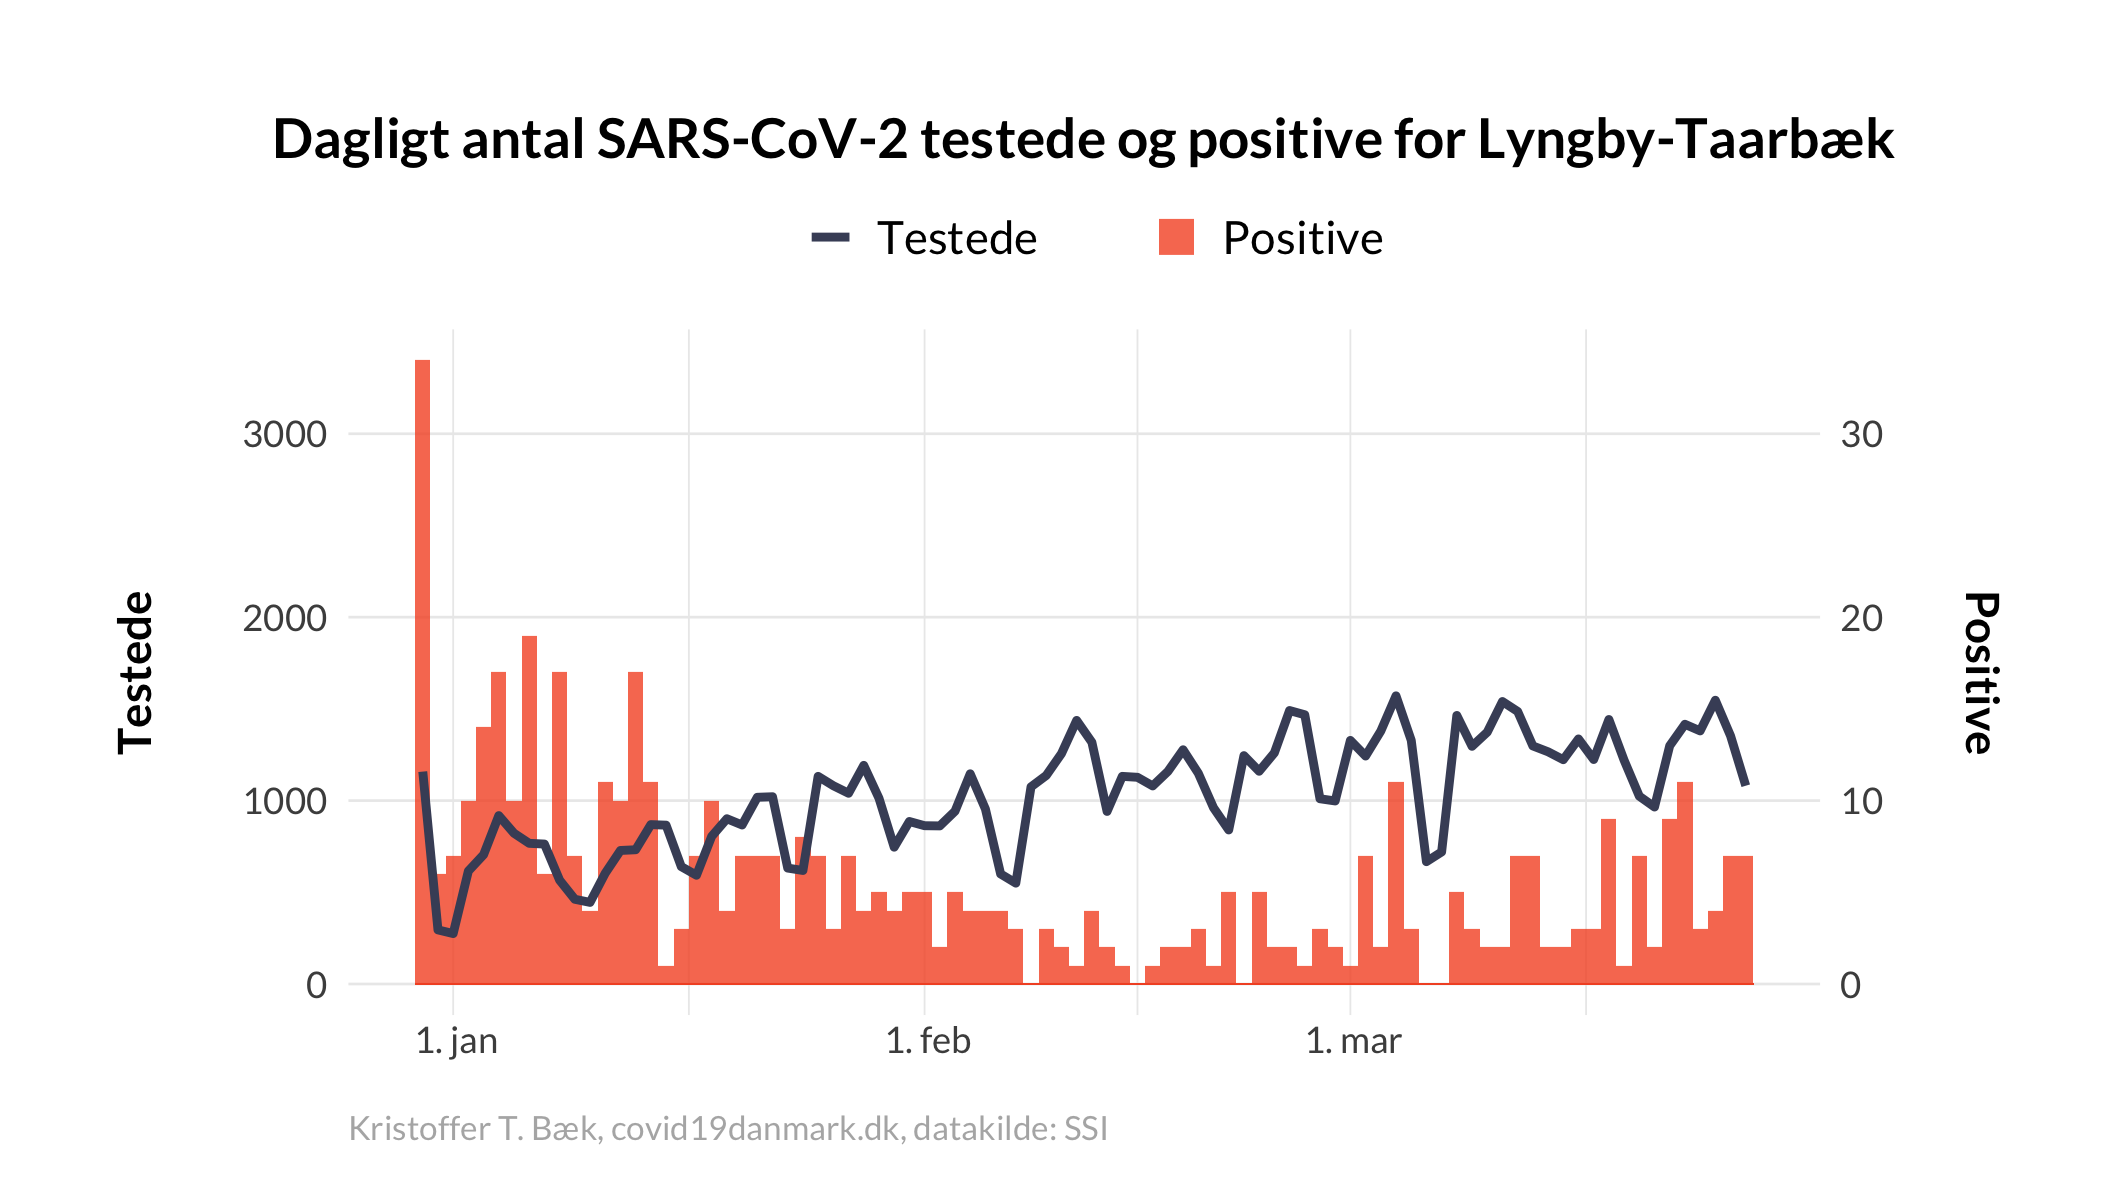 Dagligt antal SARS-CoV-2 testede og positive for Lyngby-Taarbæk
Testede Positive
3000 30
2000 20
1000 10
0 0
Testede
Positive
1. jan 1. feb 1. mar
Kristoffer T. Bæk, covid19danmark.dk, datakilde: SSI